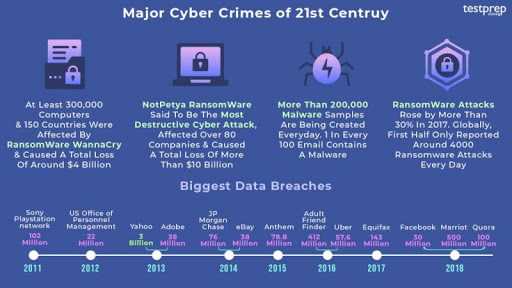 Major Cyber Crimes of 21st Centruy
testprep
At Least 300,000
Computers
& 150 Countries Were
Affected By
RansomWare WannaCry
& Caused A Total Loss
Of Around $4 Billion
NotPetya RansomWare
Said To Be The Most
Destructive Cyber Attack,
Affected Over 80
Companies & Caused
A Total Loss Of More
Than $10 Billion
More Than 200,000
Malware Samples
Are Being Created
Everyday. 1 In Every
100 Email Contains
A Malware
RansomWare Attacks
Rose by More Than
30% In 2017. Globally,
First Half Only Reported
Around 4000
Ransomware Attacks
Every Day
Biggest Data Breaches
Sony
Playstation
network
102
Million
2011
US Office of
Personnel
Management
22
Million
2012
Yahoo
3
Billion
Adobe
38
Million
2013
JP
Morgan
Chase
76
Million
eBay
38
Million
2014
Anthem
78.8
Million
2015
Adult
Friend
Finder
412
Million
Uber
57.6
Million
2016
Equifax
143
Million
2017
Facebook
50
Million
Marriot
500
Million
Quora
100
Million
2018